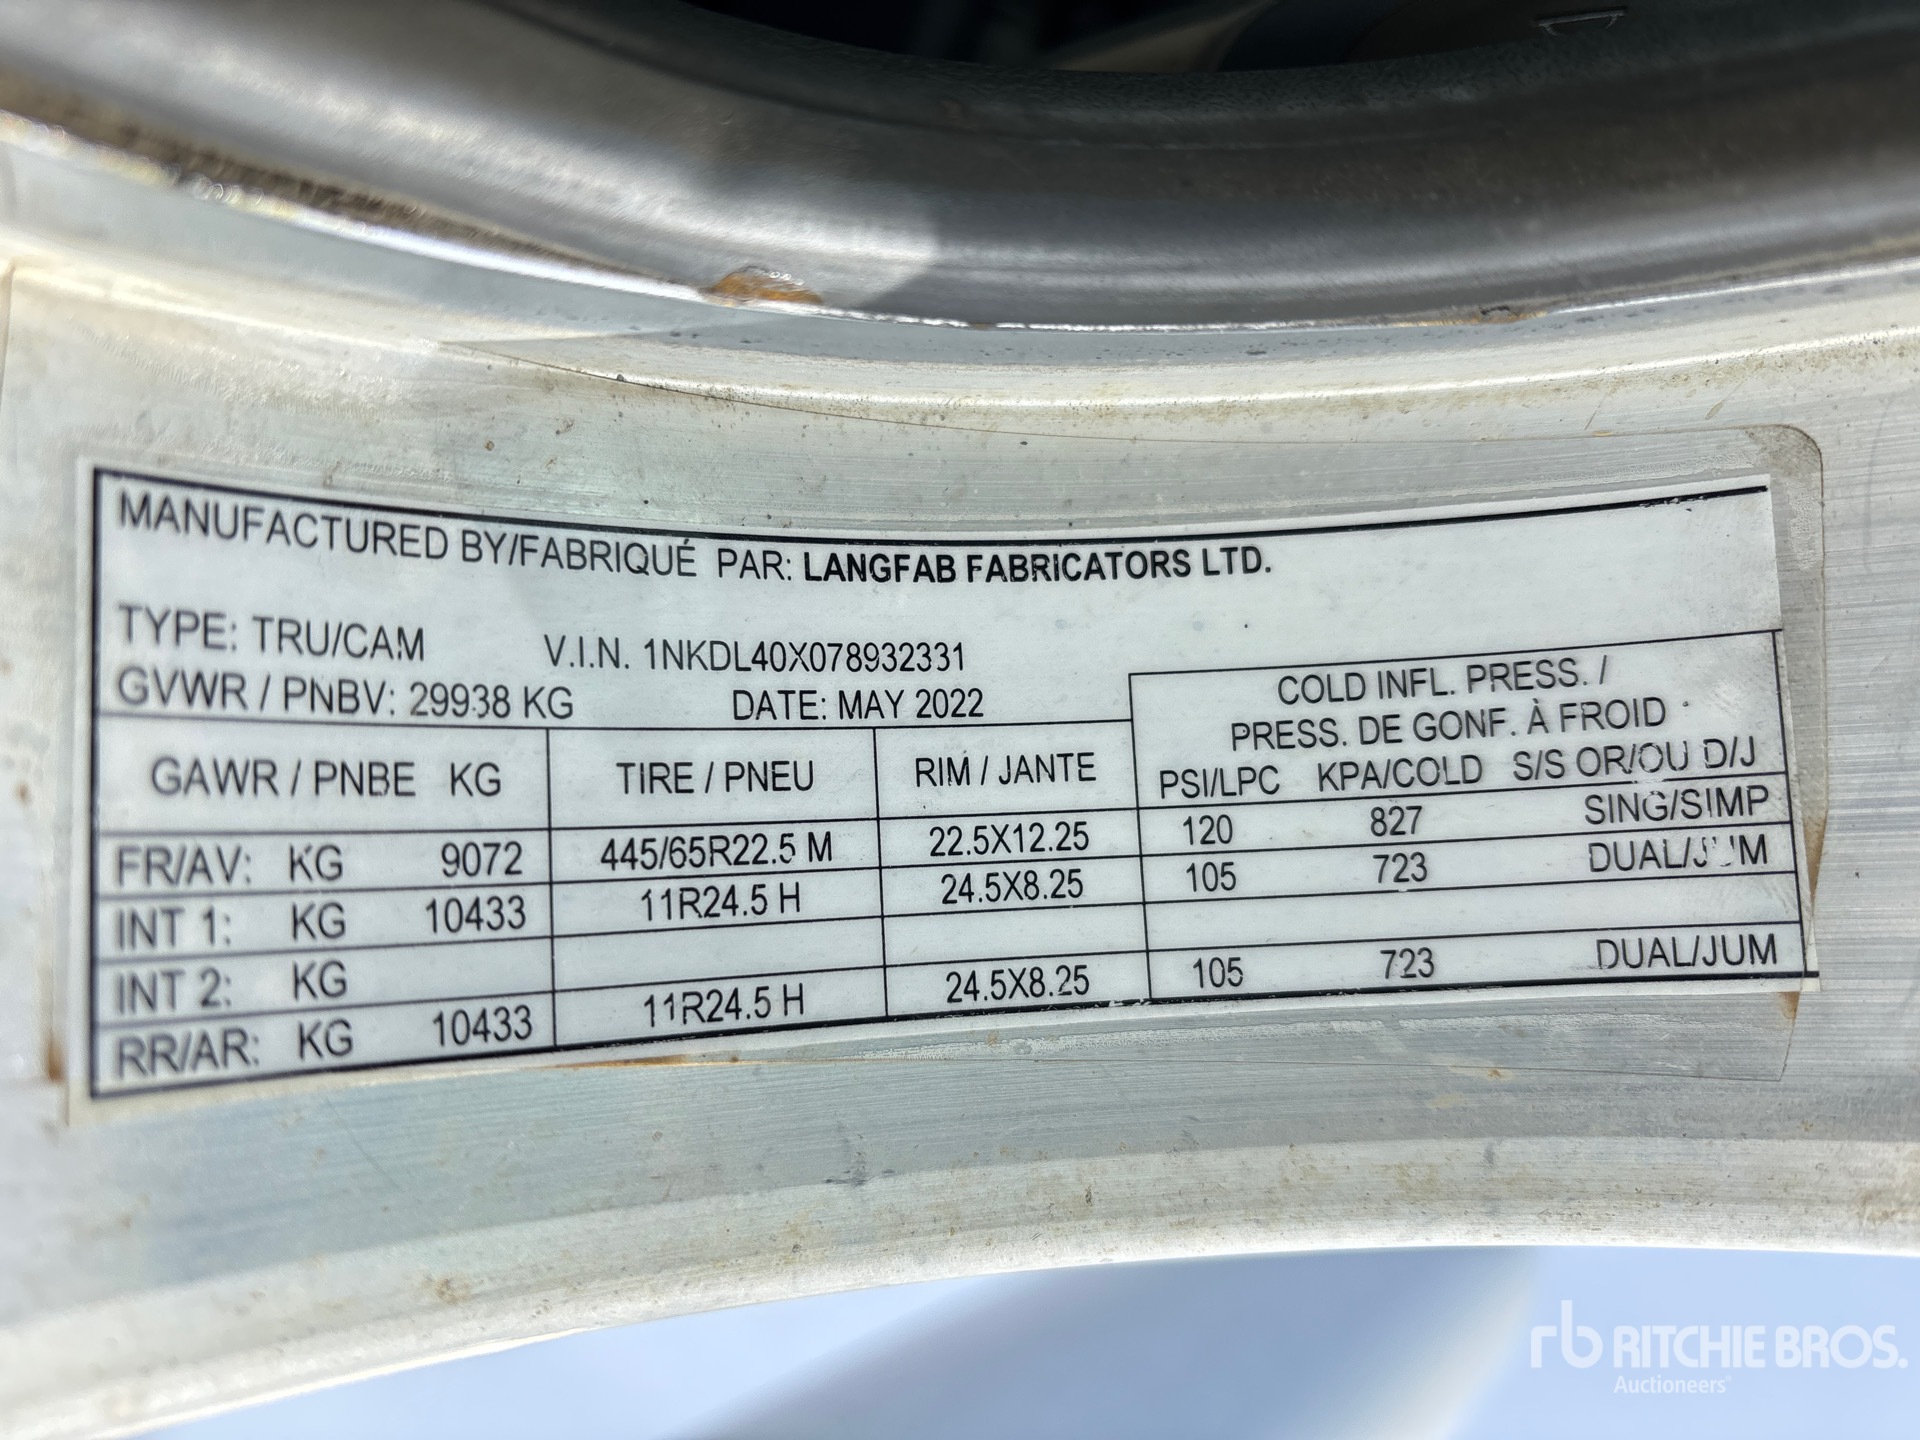 MANUFACTURED BY/FABRIQUÉ PAR: LANGFAB FABRICATORS LTD.
TYPE: TRU/CAM V.I.N. 1NKDL40X078932331
GVWR / PNBV: 29938 KG DATE: MAY 2022
COLD INFL. PRESS. /
PRESS. DE GONF. À FROID
GAWR / PNBE KG TIRE / PNEU RIM / JANTE PSI/LPC KPA/COLD S/S OR/OU D/J
FR/AV: KG 9072 445/65R22.5 M 22.5X12.25 120 827 SING/SIMP
INT 1: KG 10433 11R24.5 H 24.5X8.25 105 723 DUAL/JUM
INT 2: KG
RR/AR: KG 10433 11R24.5 H 24.5X8.25 105 723 DUAL/JUM
rb RITCHIE BROS.
Auctioneers